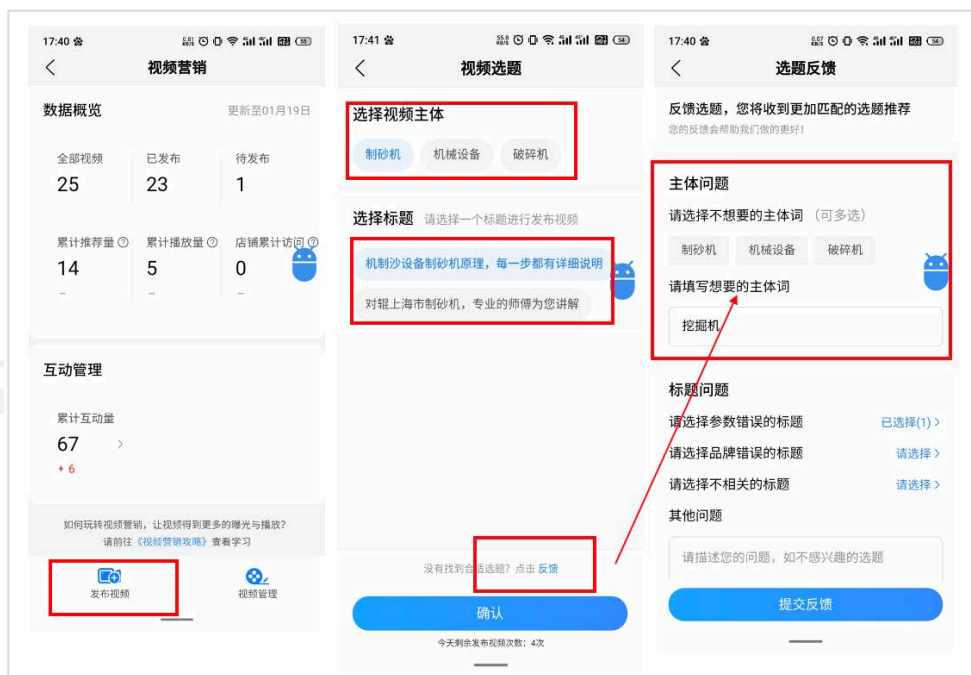 17:40
视频营销
数据概览
更新至01月19日
全部视频
已发布
待发布
25
23
1
累计推荐量
累计播放量
店铺累计访问
14
5
0
–
–
–
互动管理
累计互动量
67
6
如何玩转视频营销，让视频得到更多的曝光与播放？
请前往《视频营销攻略》查看学习
发布视频
视频管理
17:41
视频选题
选择视频主体
制砂机
机械设备
破碎机
选择标题 请选择一个标题进行发布视频
机制沙设备制砂机原理，每一步都有详细说明
对辊上海市制砂机，专业的师傅为您讲解
没有找到合适选题？点击 反馈
确认
今天剩余发布视频次数：4次
17:40
选题反馈
反馈选题，您将收到更加匹配的选题推荐
您的反馈会帮助我们做的更好！
主体问题
请选择不想要的主体词 （可多选）
制砂机
机械设备
破碎机
请填写想要的主体词
挖掘机
标题问题
请选择参数错误的标题
已选择(1)
请选择品牌错误的标题
请选择
请选择不相关的标题
请选择
其他问题
请描述您的问题，如不感兴趣的选题
提交反馈